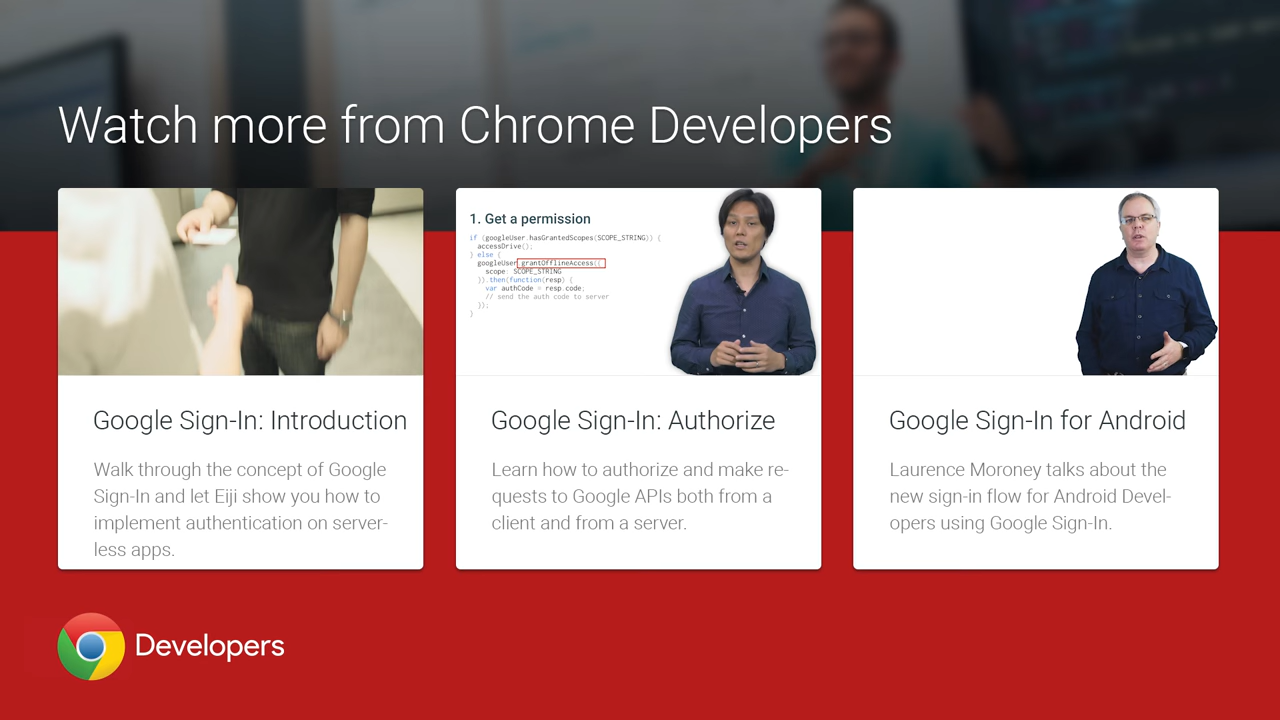 Watch more from Chrome Developers
1. Get a permission
if (googleUser.hasGrantedScopes(SCOPE_STRING)) {
accessDrive();
} else {
googleUser.grantOfflineAccess({
scope: SCOPE_STRING
}).then(function(resp) {
var authCode = resp.code;
// send the auth code to server
});
}
Google Sign-In: Introduction
Walk through the concept of Google
Sign-In and let Eiji show you how to
implement authentication on server-
less apps.
Google Sign-In: Authorize
Learn how to authorize and make re-
quests to Google APIs both from a
client and from a server.
Google Sign-In for Android
Laurence Moroney talks about the
new sign-in flow for Android Devel-
opers using Google Sign-In.
Developers